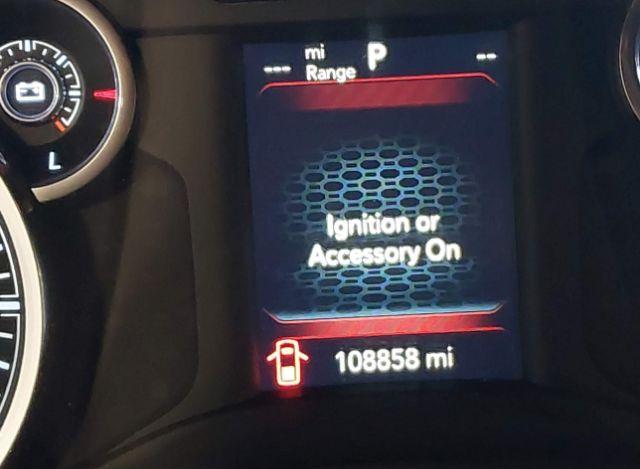 mi
--- Range P --
Ignition or
Accessory On
L
108858 mi